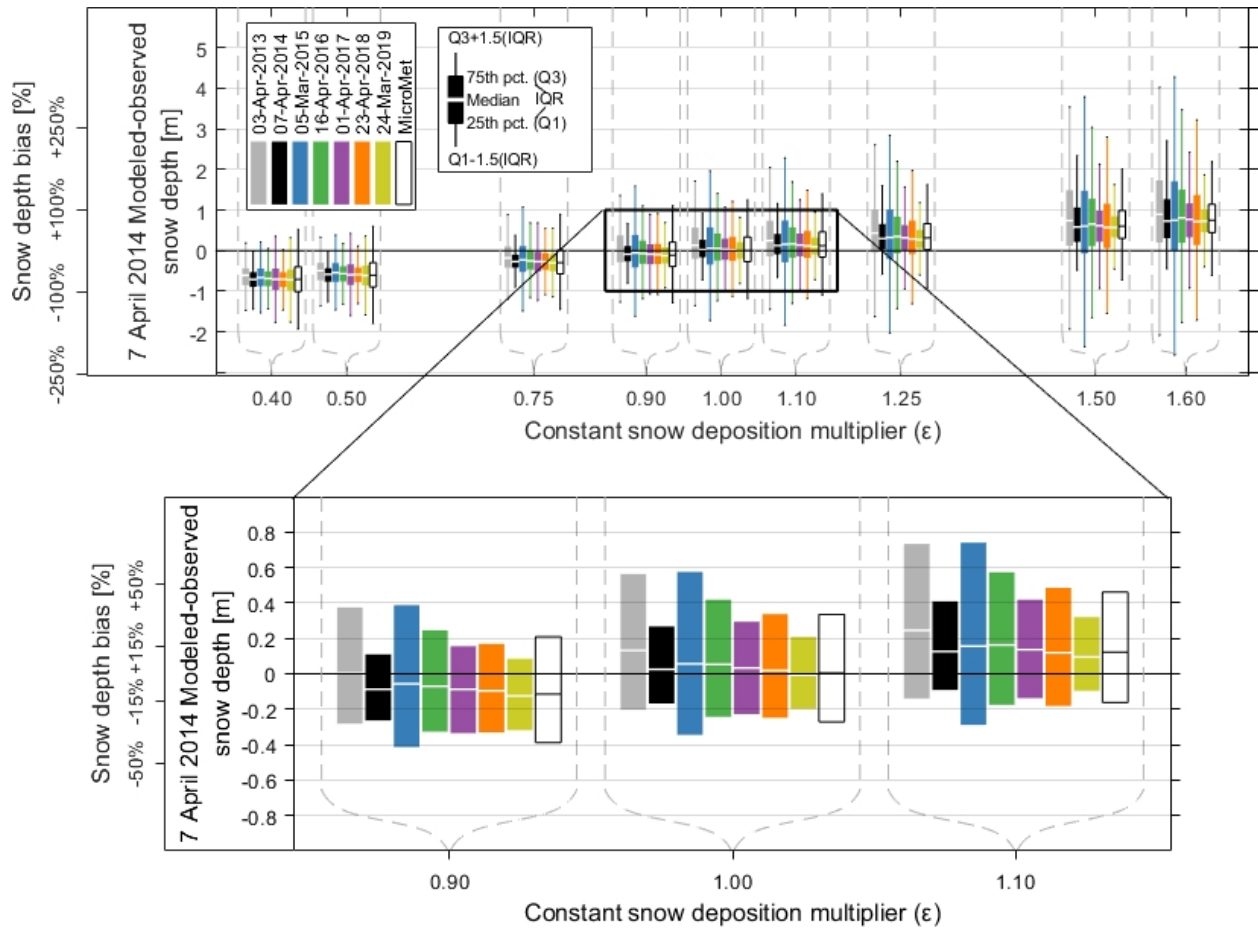 Snow depth bias [%]
+250%
+100%
-100%
-250%
7 April 2014 Modeled-observed
snow depth [m]
5
4
3
2
1
0
-1
-2
03-Apr-2013
07-Apr-2014
05-Mar-2015
16-Apr-2016
01-Apr-2017
23-Apr-2018
24-Mar-2019
MicroMet
Q3+1.5(IQR)
75th pct. (Q3)
Median
IQR
25th pct. (Q1)
Q1-1.5(IQR)
0.40
0.50
0.75
0.90
1.00
1.10
1.25
1.50
1.60
Constant snow deposition multiplier (ε)
Snow depth bias [%]
+50%
+15%
-15%
-50%
7 April 2014 Modeled-observed
snow depth [m]
0.8
0.6
0.4
0.2
0
-0.2
-0.4
-0.6
-0.8
0.90
1.00
1.10
Constant snow deposition multiplier (ε)